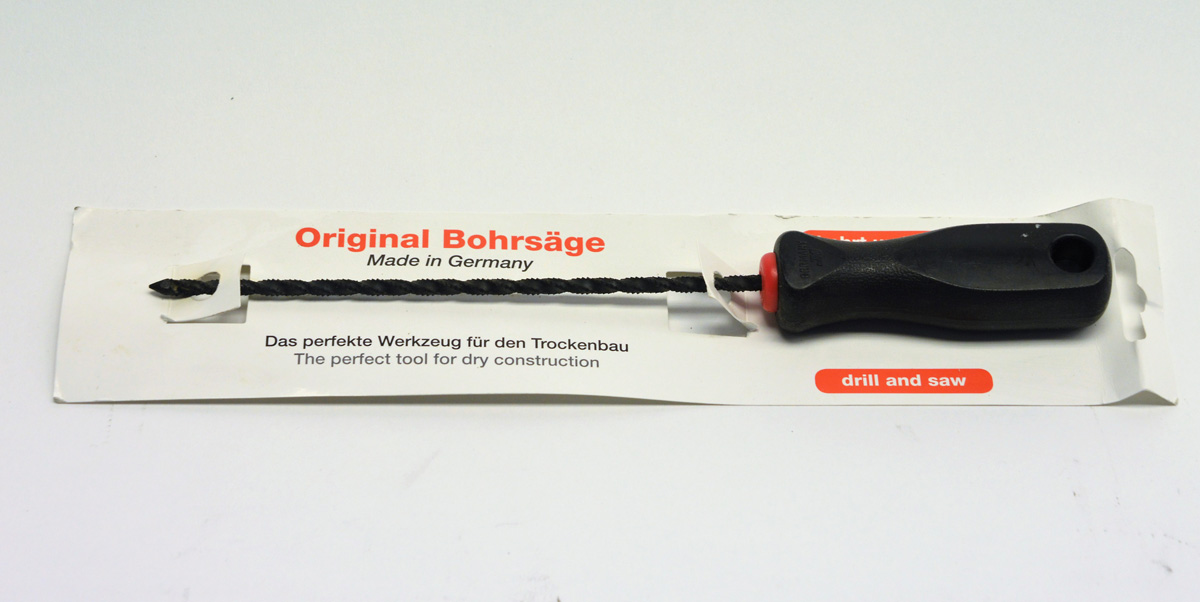 Original Bohrsäge
Made in Germany
Das perfekte Werkzeug für den Trockenbau
The perfect tool for dry construction
drill and saw